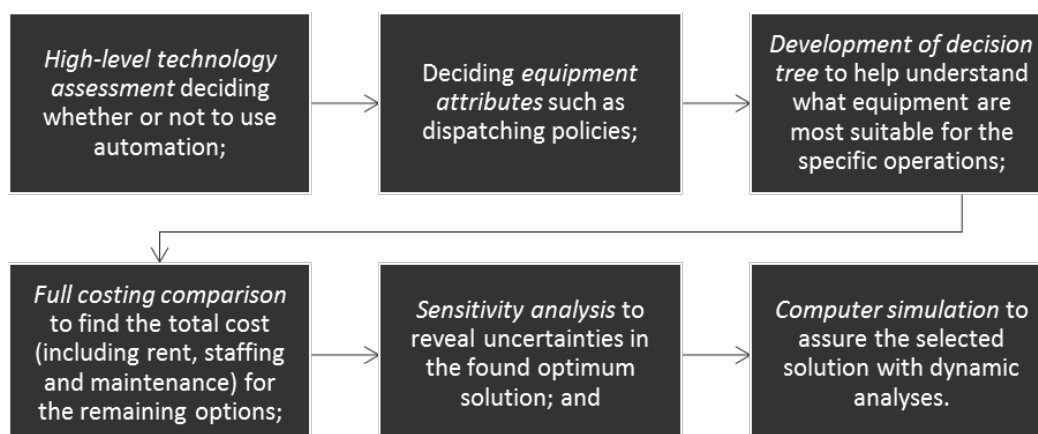 High-level technology
assessment deciding
whether or not to use
automation;
Deciding equipment
attributes such as
dispatching policies;
Development of decision
tree to help understand
what equipment are
most suitable for the
specific operations;
Full costing comparison
to find the total cost
(including rent, staffing
and maintenance) for
the remaining options;
Sensitivity analysis to
reveal uncertainties in
the found optimum
solution; and
Computer simulation to
assure the selected
solution with dynamic
analyses.